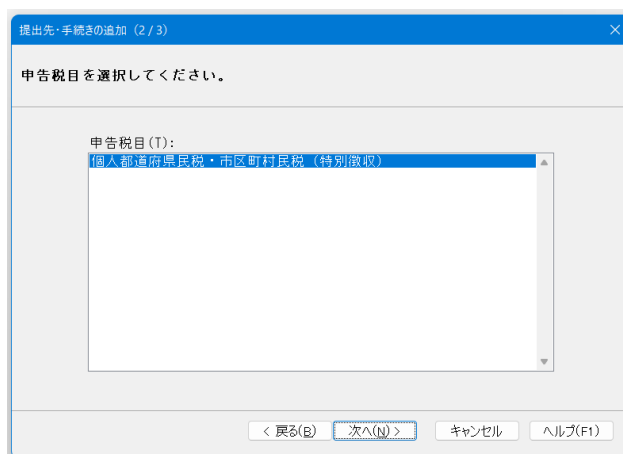 提出先・手続きの追加 (2/3)
申告税目を選択してください。
申告税目(T):
個人都道府県民税・市区町村民税（特別徴収）
< 戻る(B) 次へ(N) > キャンセル ヘルプ(F1)